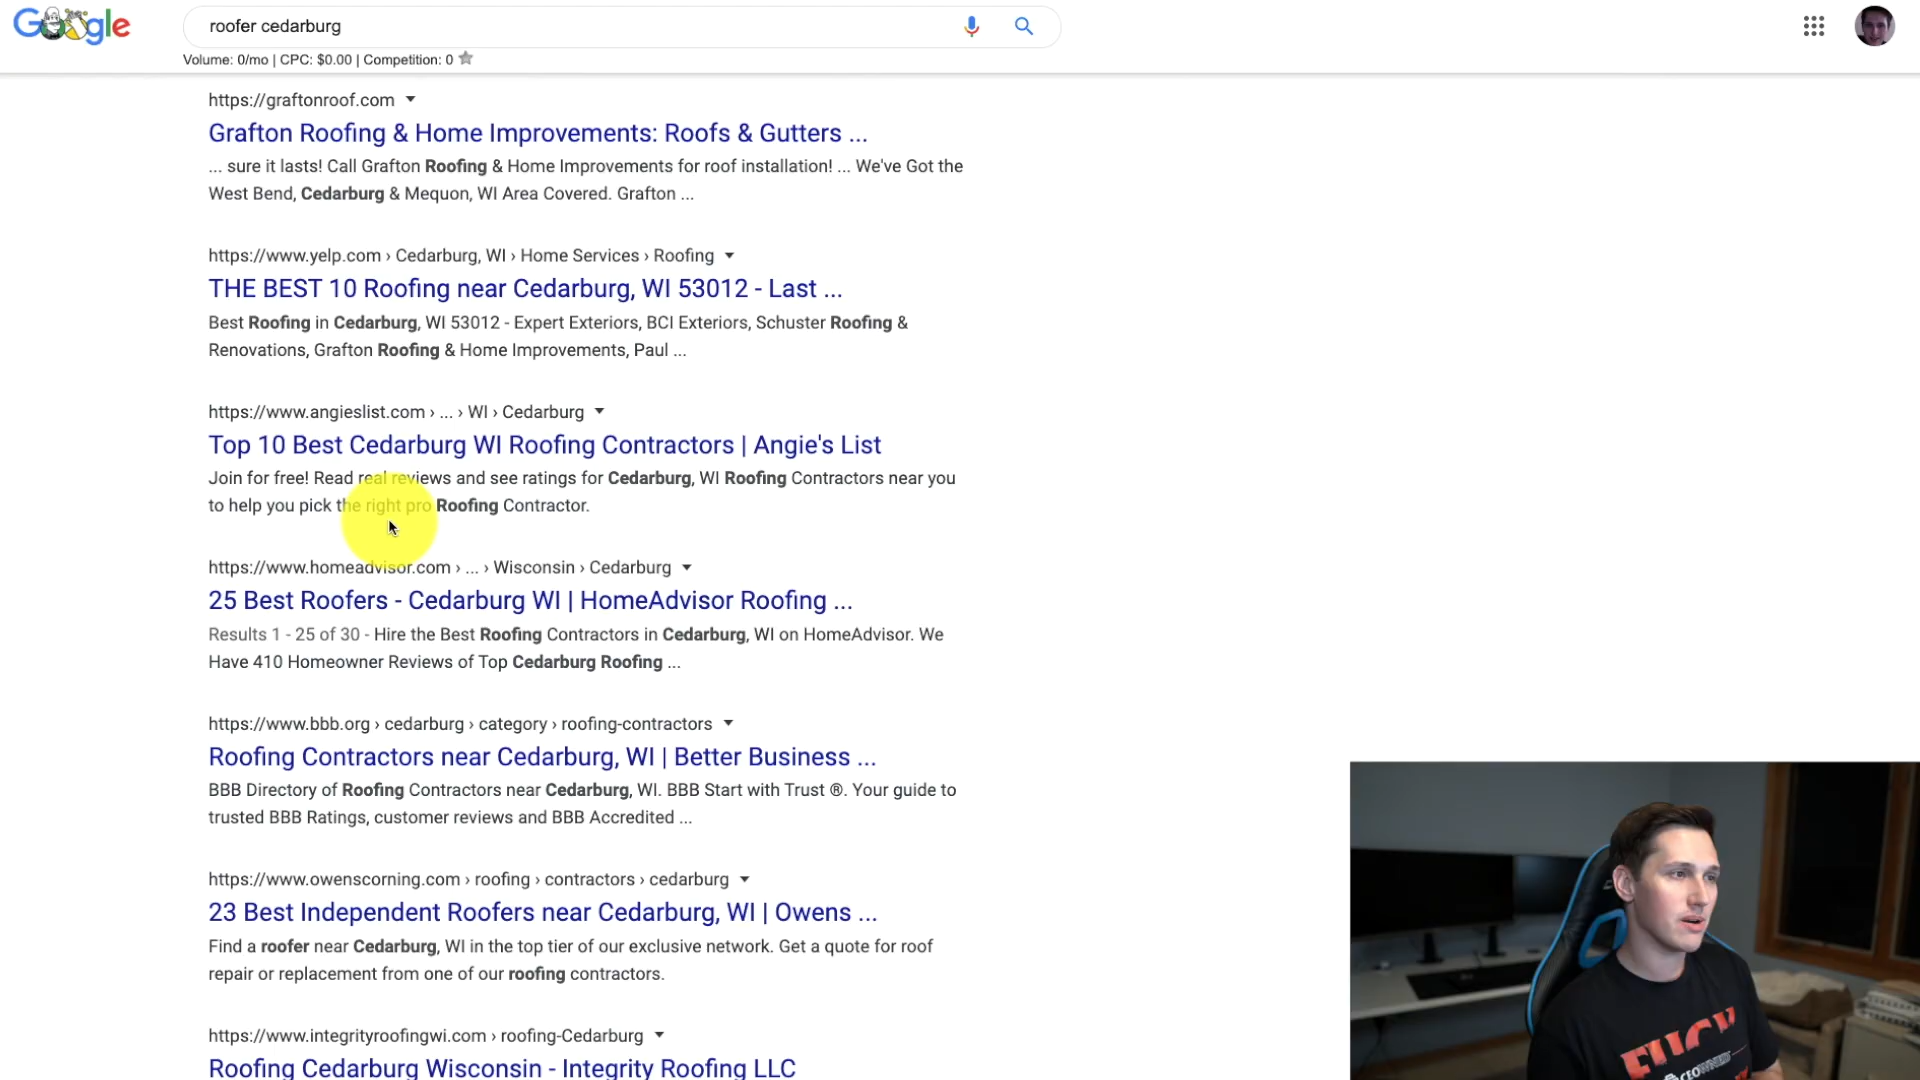 Google
roofer cedarburg
Volume: 0/mo | CPC: $0.00 | Competition: 0
https://graftonroof.com
Grafton Roofing & Home Improvements: Roofs & Gutters ...
... sure it lasts! Call Grafton Roofing & Home Improvements for roof installation! ... We've Got the
West Bend, Cedarburg & Mequon, WI Area Covered. Grafton ...
https://www.yelp.com › Cedarburg, WI › Home Services › Roofing
THE BEST 10 Roofing near Cedarburg, WI 53012 - Last ...
Best Roofing in Cedarburg, WI 53012 - Expert Exteriors, BCI Exteriors, Schuster Roofing &
Renovations, Grafton Roofing & Home Improvements, Paul ...
https://www.angieslist.com › ... › WI › Cedarburg
Top 10 Best Cedarburg WI Roofing Contractors | Angie's List
Join for free! Read real reviews and see ratings for Cedarburg, WI Roofing Contractors near you
to help you pick the right pro Roofing Contractor.
https://www.homeadvisor.com › ... › Wisconsin › Cedarburg
25 Best Roofers - Cedarburg WI | HomeAdvisor Roofing ...
Results 1 - 25 of 30 - Hire the Best Roofing Contractors in Cedarburg, WI on HomeAdvisor. We
Have 410 Homeowner Reviews of Top Cedarburg Roofing ...
https://www.bbb.org › cedarburg › category › roofing-contractors
Roofing Contractors near Cedarburg, WI | Better Business ...
BBB Directory of Roofing Contractors near Cedarburg, WI. BBB Start with Trust ®. Your guide to
trusted BBB Ratings, customer reviews and BBB Accredited ...
https://www.owenscorning.com › roofing › contractors › cedarburg
23 Best Independent Roofers near Cedarburg, WI | Owens ...
Find a roofer near Cedarburg, WI in the top tier of our exclusive network. Get a quote for roof
repair or replacement from one of our roofing contractors.
https://www.integrityroofingwi.com › roofing-Cedarburg
Roofing Cedarburg Wisconsin - Integrity Roofing LLC